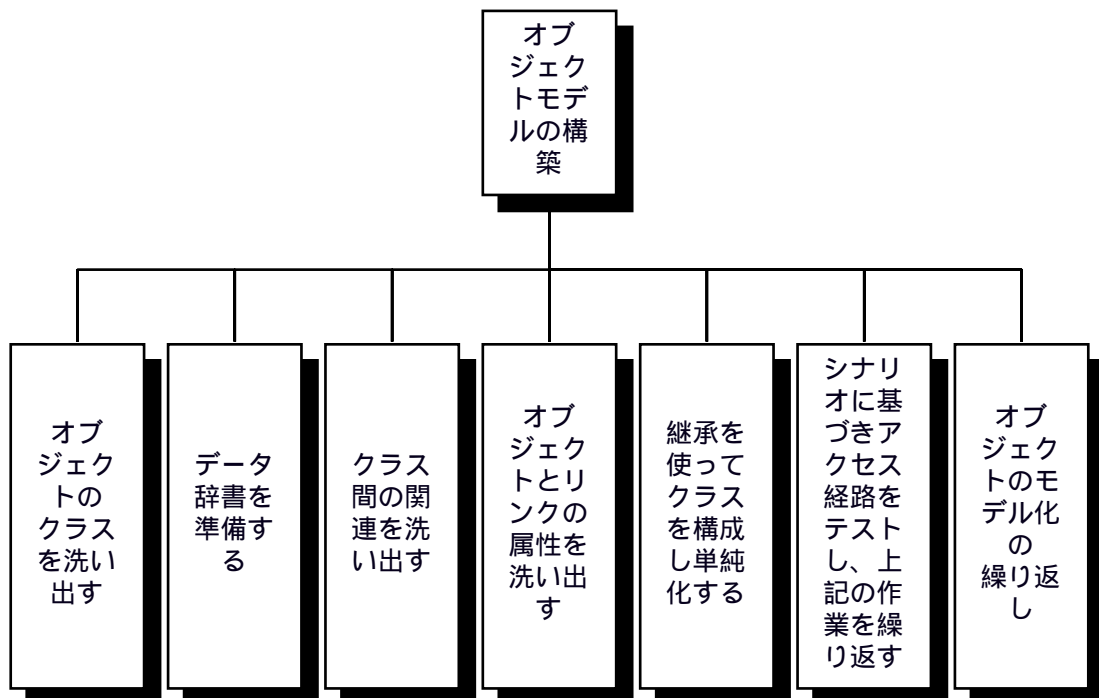 オブ
ジェク
トモデ
ルの構
築
オブ
ジェク
トの
クラス
を洗い
出す
データ
辞書を
準備す
る
クラス
間の関
連を洗
い出す
オブ
ジェク
トとリ
ンクの
属性を
洗い出
す
継承を
使って
クラス
を構成
し単純
化する
シナリ
オに基
づきア
クセス
経路を
テスト
し、上
記の作
業を繰
り返す
オブ
ジェク
トのモ
デル化
の
繰り返
し